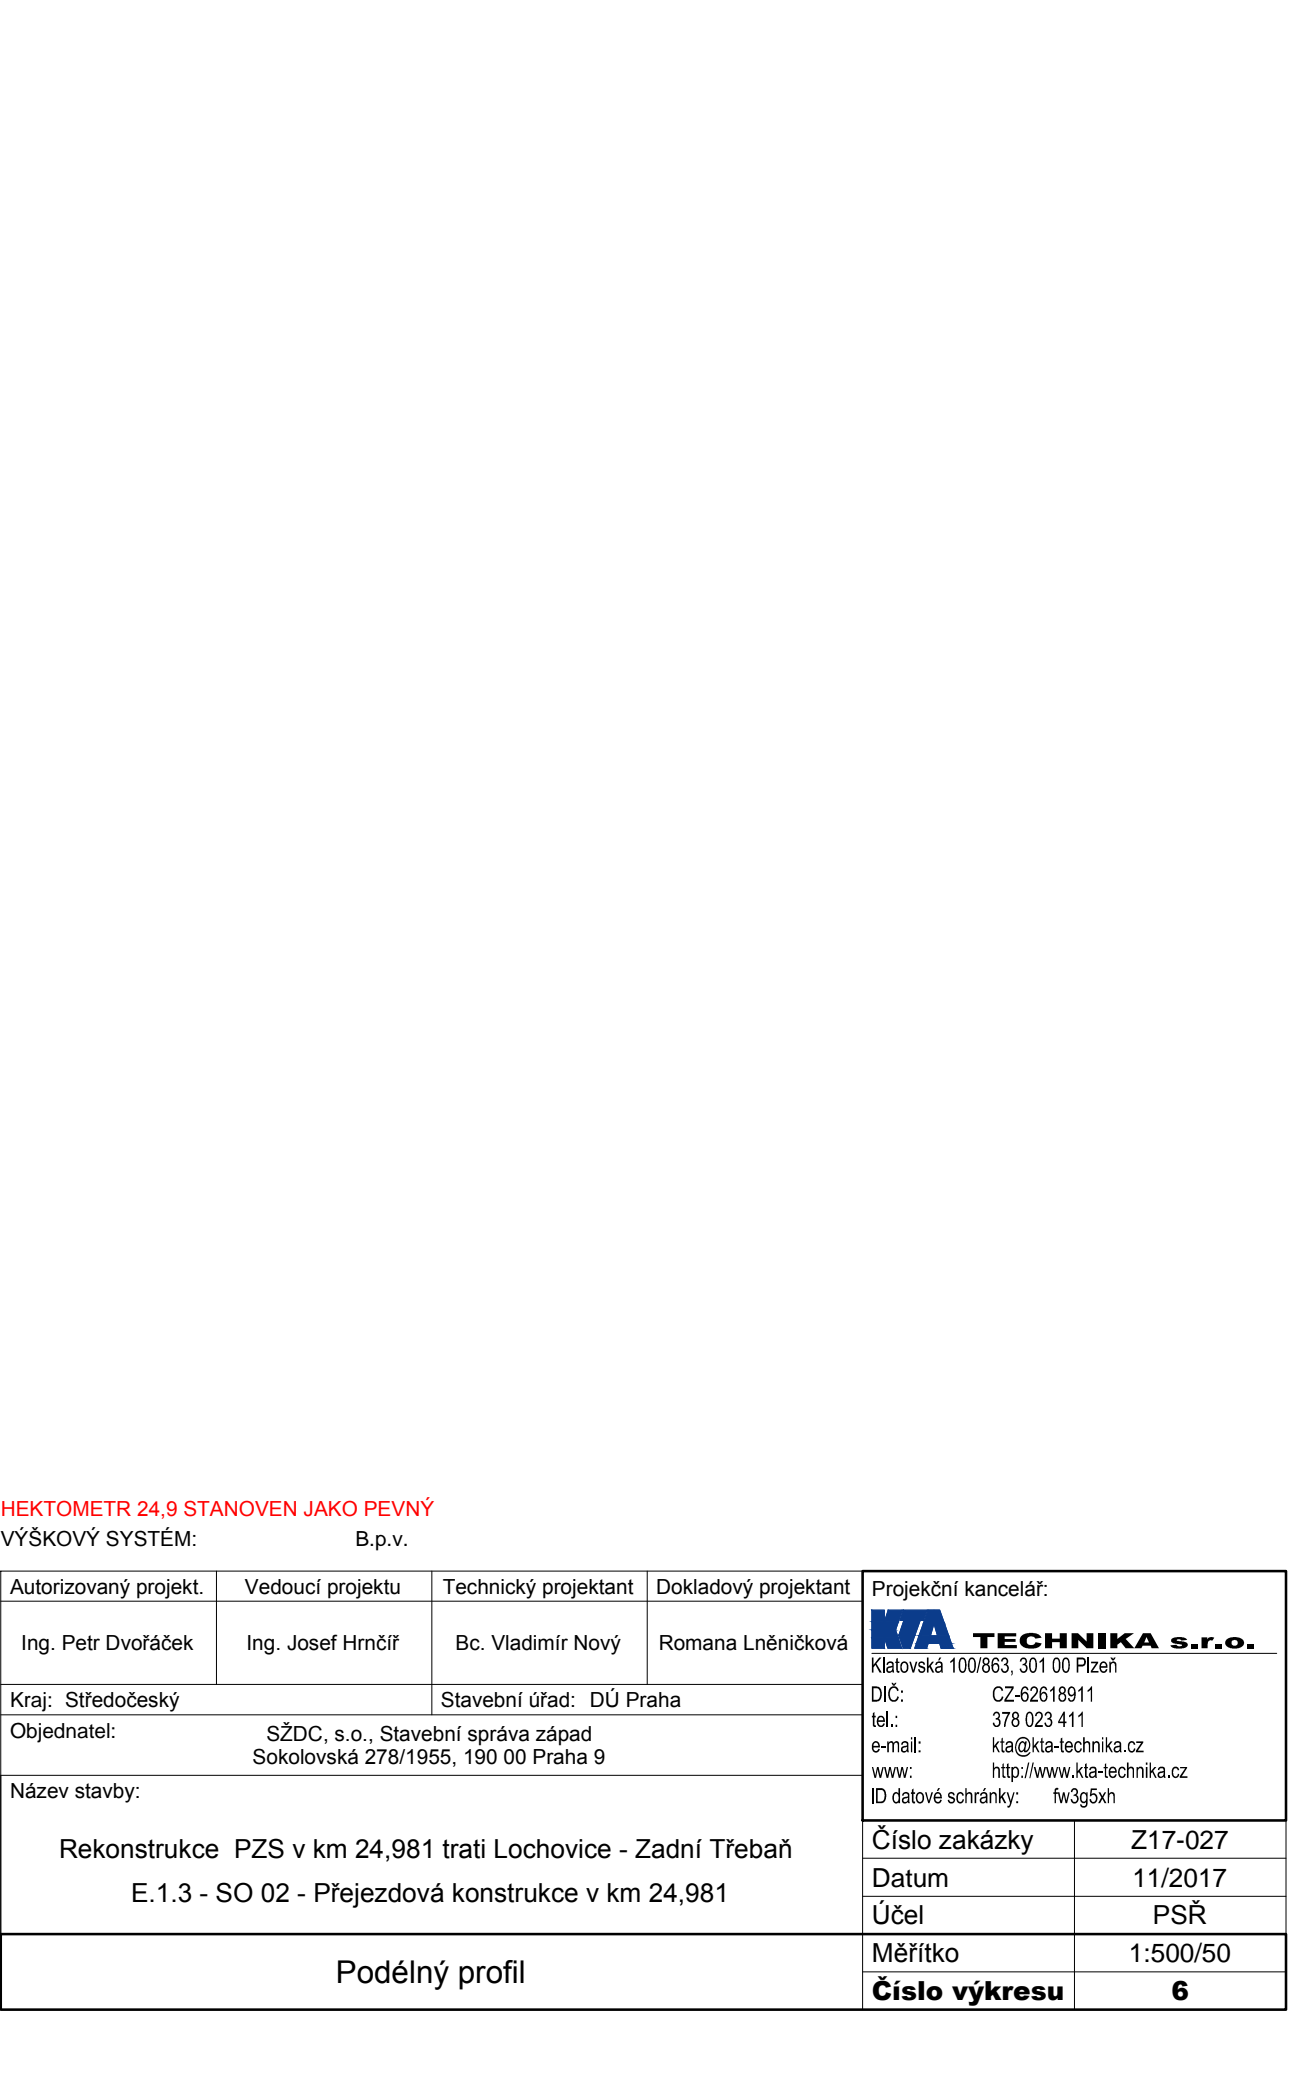 HEKTOMETR 24,9 STANOVEN JAKO PEVNÝ
VÝŠKOVÝ SYSTÉM: B.p.v.
Autorizovaný projekt. Vedoucí projektu Technický projektant Dokladový projektant
Ing. Petr Dvořáček Ing. Josef Hrnčíř Bc. Vladimír Nový Romana Lněničková
Kraj: Středočeský Stavební úřad: DÚ Praha
Objednatel: SŽDC, s.o., Stavební správa západ
Sokolovská 278/1955, 190 00 Praha 9
Název stavby:
Rekonstrukce PZS v km 24,981 trati Lochovice - Zadní Třebaň
E.1.3 - SO 02 - Přejezdová konstrukce v km 24,981
Podélný profil
Projekční kancelář:
KTA TECHNIKA s.r.o.
Klatovská 100/863, 301 00 Plzeň
DIČ: CZ-62618911
tel.: 378 023 411
e-mail: kta@kta-technika.cz
www: http://www.kta-technika.cz
ID datové schránky: fw3g5xh
Číslo zakázky Z17-027
Datum 11/2017
Účel PSŘ
Měřítko 1:500/50
Číslo výkresu 6